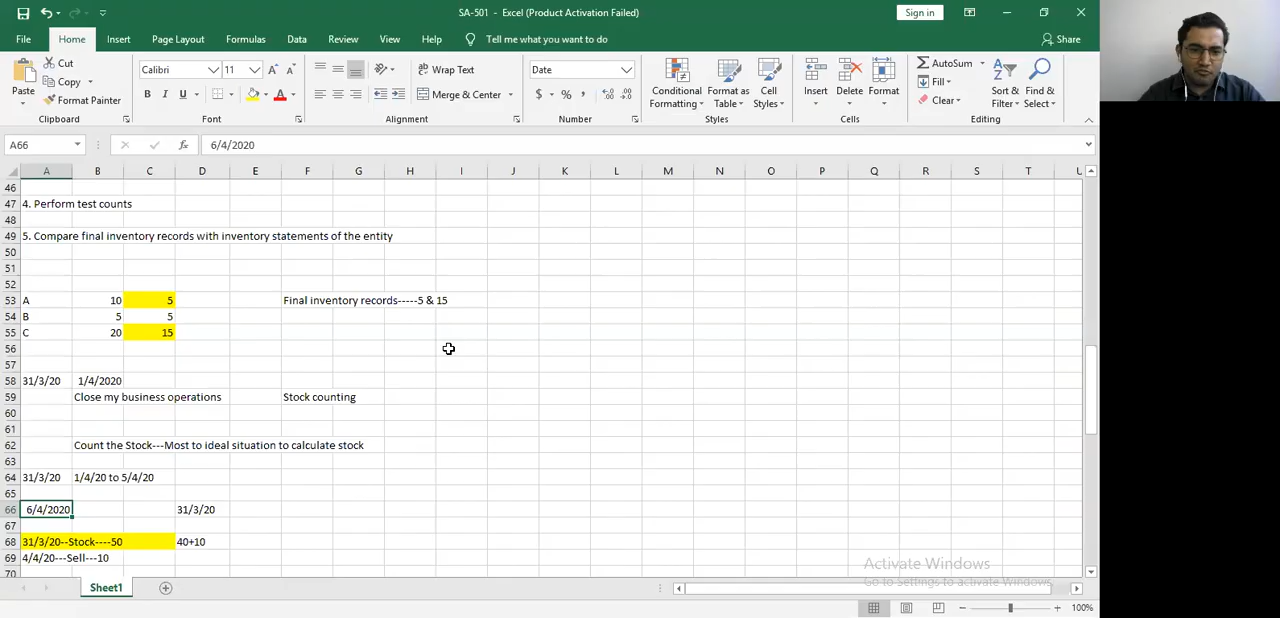 SA-501 - Excel (Product Activation Failed)
Sign in
File Home Insert Page Layout Formulas Data Review View Help Tell me what you want to do Share
Paste Cut Copy Format Painter Clipboard
Calibri 11 B I U A Font
Wrap Text Merge & Center Alignment
Date $ % , Number
Conditional Formatting Format as Table Cell Styles Styles
Insert Delete Format Cells
AutoSum Fill Clear Sort & Filter Find & Select Editing
A66 fx 6/4/2020
A B C D E F G H I J K L M N O P Q R S T U
46
47 4. Perform test counts
48
49 5. Compare final inventory records with inventory statements of the entity
50
51
52
53 A 10 5 Final inventory records-----5 & 15
54 B 5 5
55 C 20 15
56
57
58 31/3/20 1/4/2020
59 Close my business operations Stock counting
60
61
62 Count the Stock---Most to ideal situation to calculate stock
63
64 31/3/20 1/4/20 to 5/4/20
65
66 6/4/2020 31/3/20
67
68 31/3/20--Stock----50 40+10
69 4/4/20---Sell---10
70
Activate Windows
Go to Settings to activate Windows.
Sheet1
100%